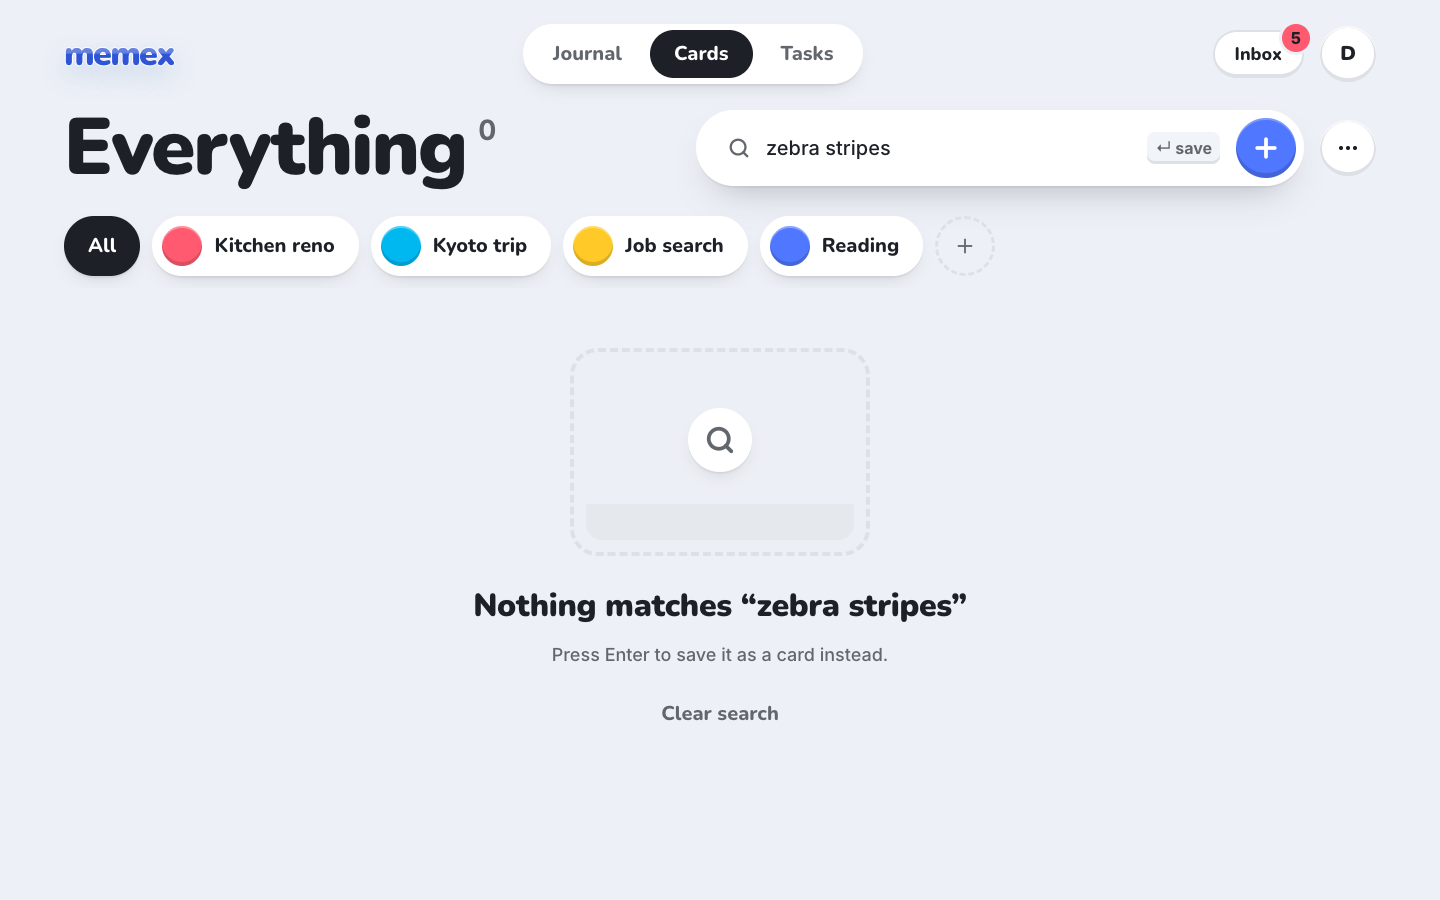 memex
Journal
Cards
Tasks
Inbox
5
D
Everything 0
zebra stripes
↵ save
All
Kitchen reno
Kyoto trip
Job search
Reading
Nothing matches “zebra stripes”
Press Enter to save it as a card instead.
Clear search